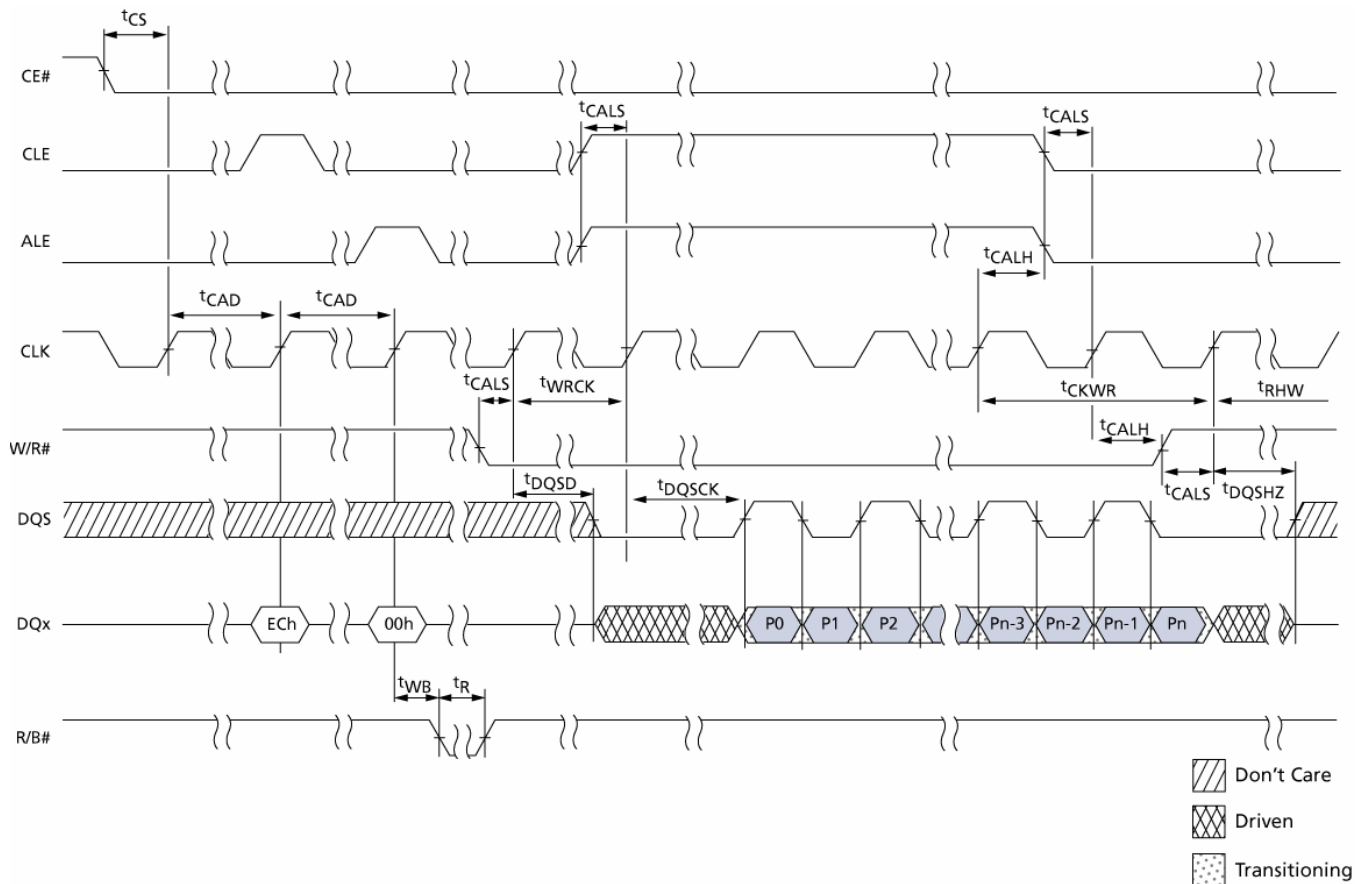 tCS
CE#
tCALS
tCALS
CLE
ALE
tCALH
tCAD
tCAD
CLK
tCALS
tWRCK
tCKWR
tRHW
tCALH
W/R#
tDQSD
tDQSCK
tCALS
tDQSHZ
DQS
DQx
ECh
00h
P0
P1
P2
Pn-3
Pn-2
Pn-1
Pn
tWB
tR
R/B#
Don't Care
Driven
Transitioning